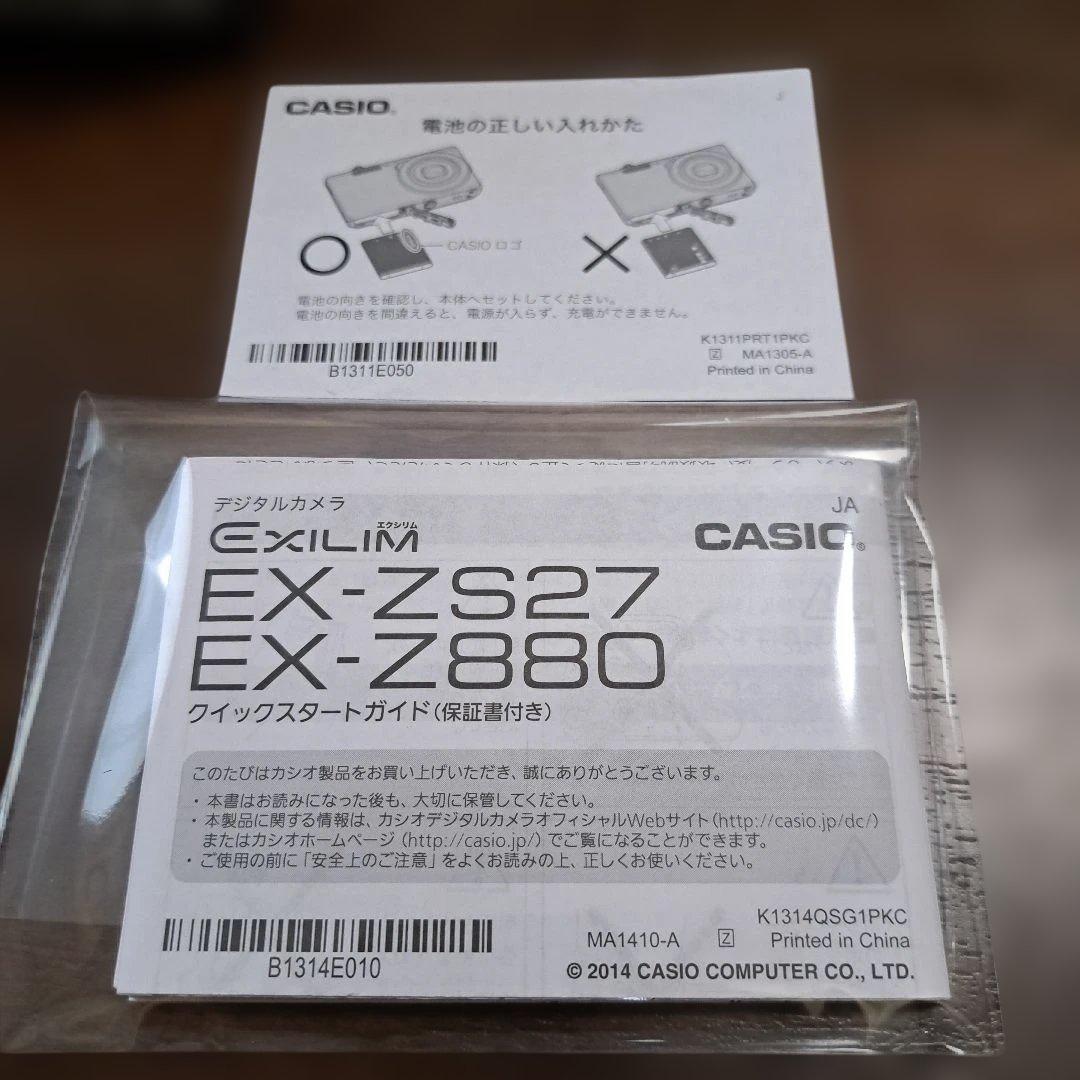 CASIO®
電池の正しい入れかた
CASIO ロゴ
電池の向きを確認し、本体へセットしてください。
電池の向きを間違えると、電源が入らず、充電ができません。
B1311E050
K1311PRT1PKC
Z MA1305-A
Printed in China
デジタルカメラ
JA
エクシリム
EXILIM
CASIO®
EX-ZS27
EX-Z880
クイックスタートガイド(保証書付き)
このたびはカシオ製品をお買い上げいただき、誠にありがとうございます。
・本書はお読みになった後も、大切に保管してください。
・本製品に関する情報は、カシオデジタルカメラオフィシャルWebサイト(http://casio.jp/dc/)
またはカシオホームページ(http://casio.jp/)でご覧になることができます。
・ご使用の前に「安全上のご注意」をよくお読みの上、正しくお使いください。
B1314E010
K1314QSG1PKC
MA1410-A Z Printed in China
© 2014 CASIO COMPUTER CO., LTD.